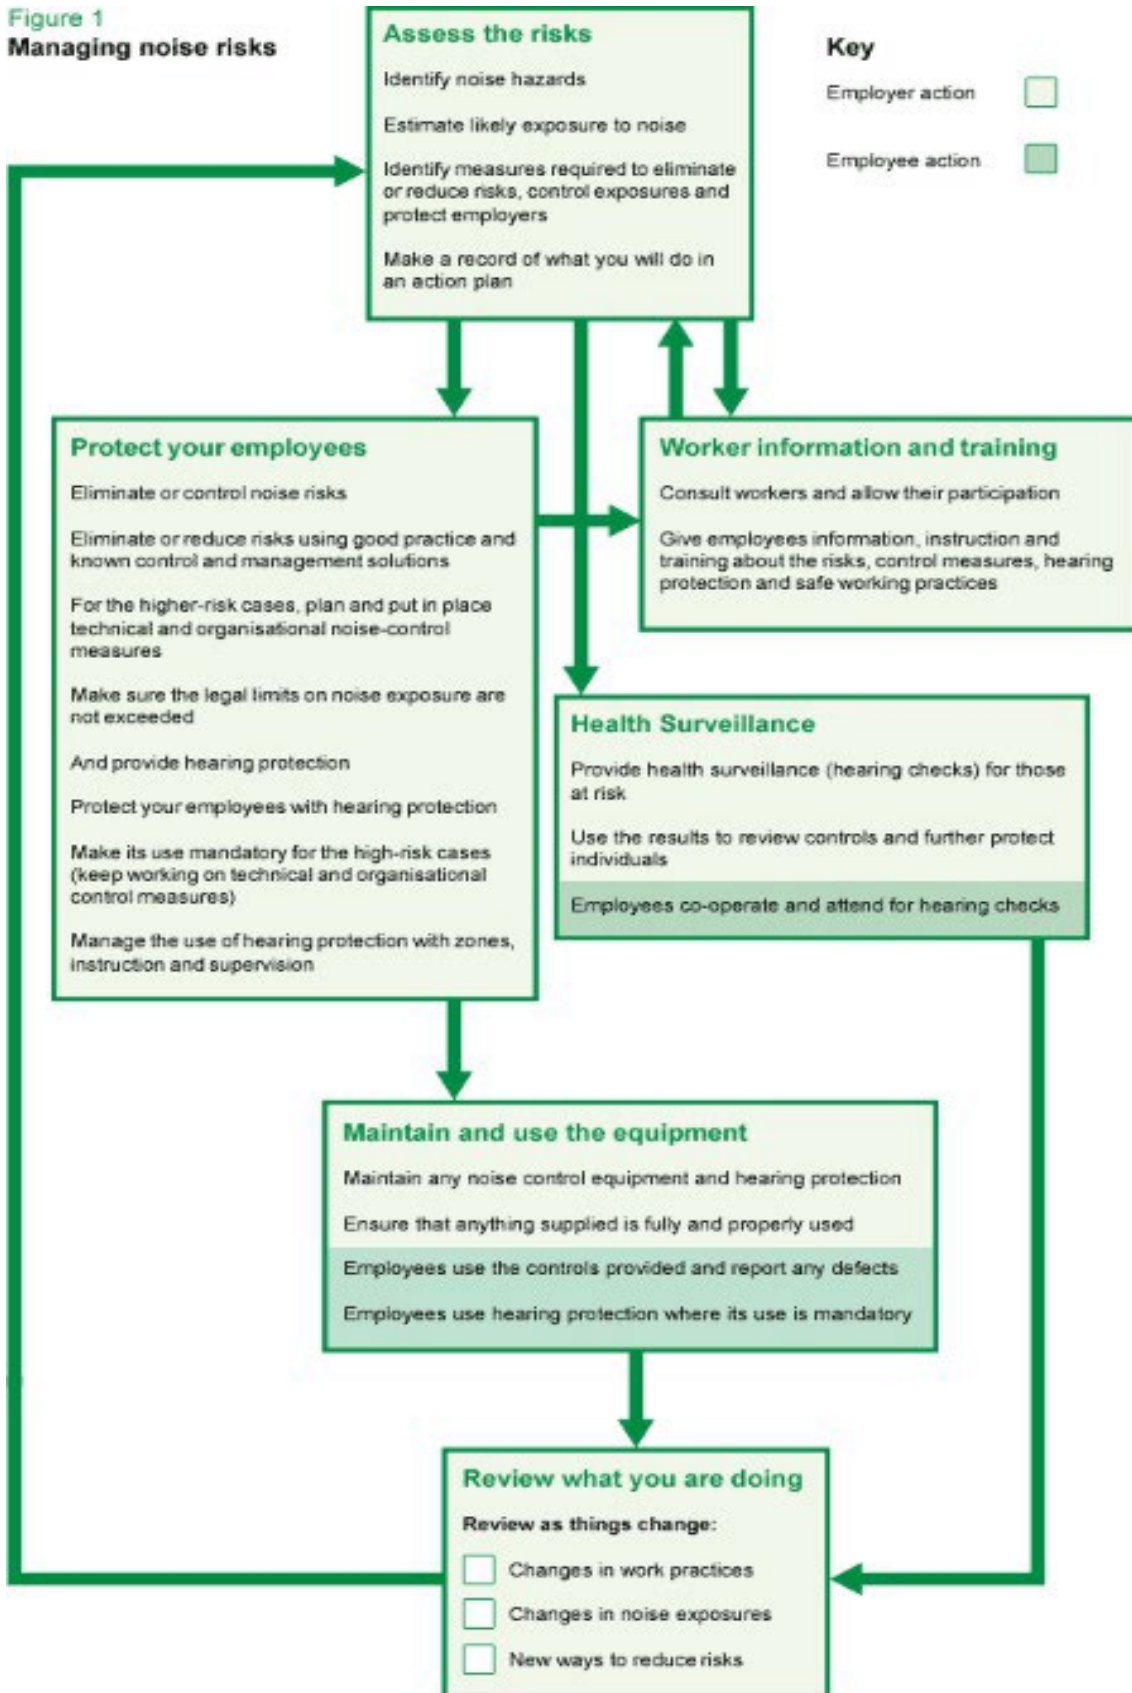 Figure 1
Managing noise risks
Key
Employer action
Employee action
Assess the risks
Identify noise hazards
Estimate likely exposure to noise
Identify measures required to eliminate
or reduce risks, control exposures and
protect employers
Make a record of what you will do in
an action plan
Protect your employees
Eliminate or control noise risks
Eliminate or reduce risks using good practice and
known control and management solutions
For the higher-risk cases, plan and put in place
technical and organisational noise-control
measures
Make sure the legal limits on noise exposure are
not exceeded
And provide hearing protection
Protect your employees with hearing protection
Make its use mandatory for the high-risk cases
(keep working on technical and organisational
control measures)
Manage the use of hearing protection with zones,
instruction and supervision
Worker information and training
Consult workers and allow their participation
Give employees information, instruction and
training about the risks, control measures, hearing
protection and safe working practices
Health Surveillance
Provide health surveillance (hearing checks) for those
at risk
Use the results to review controls and further protect
individuals
Employees co-operate and attend for hearing checks
Maintain and use the equipment
Maintain any noise control equipment and hearing protection
Ensure that anything supplied is fully and properly used
Employees use the controls provided and report any defects
Employees use hearing protection where its use is mandatory
Review what you are doing
Review as things change:
Changes in work practices
Changes in noise exposures
New ways to reduce risks